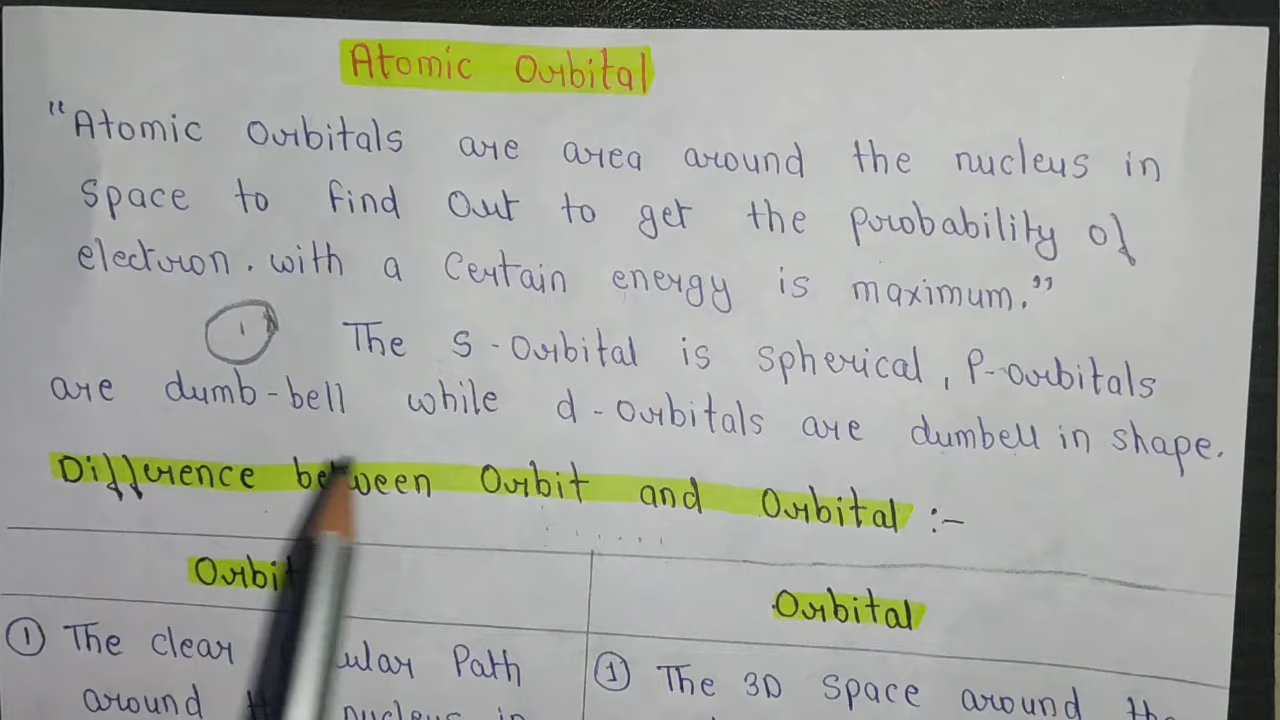 Atomic Orbital
"Atomic Orbitals are area around the nucleus in
space to find out to get the probability of
electron. with a certain energy is maximum."
1 The s-orbital is spherical, P-orbitals
are dumb-bell while d-orbitals are dumbell in shape.
Difference between Orbit and Orbital :-
Orbit
Orbital
① The clear Path
around nucleus in
① The 3D space around the